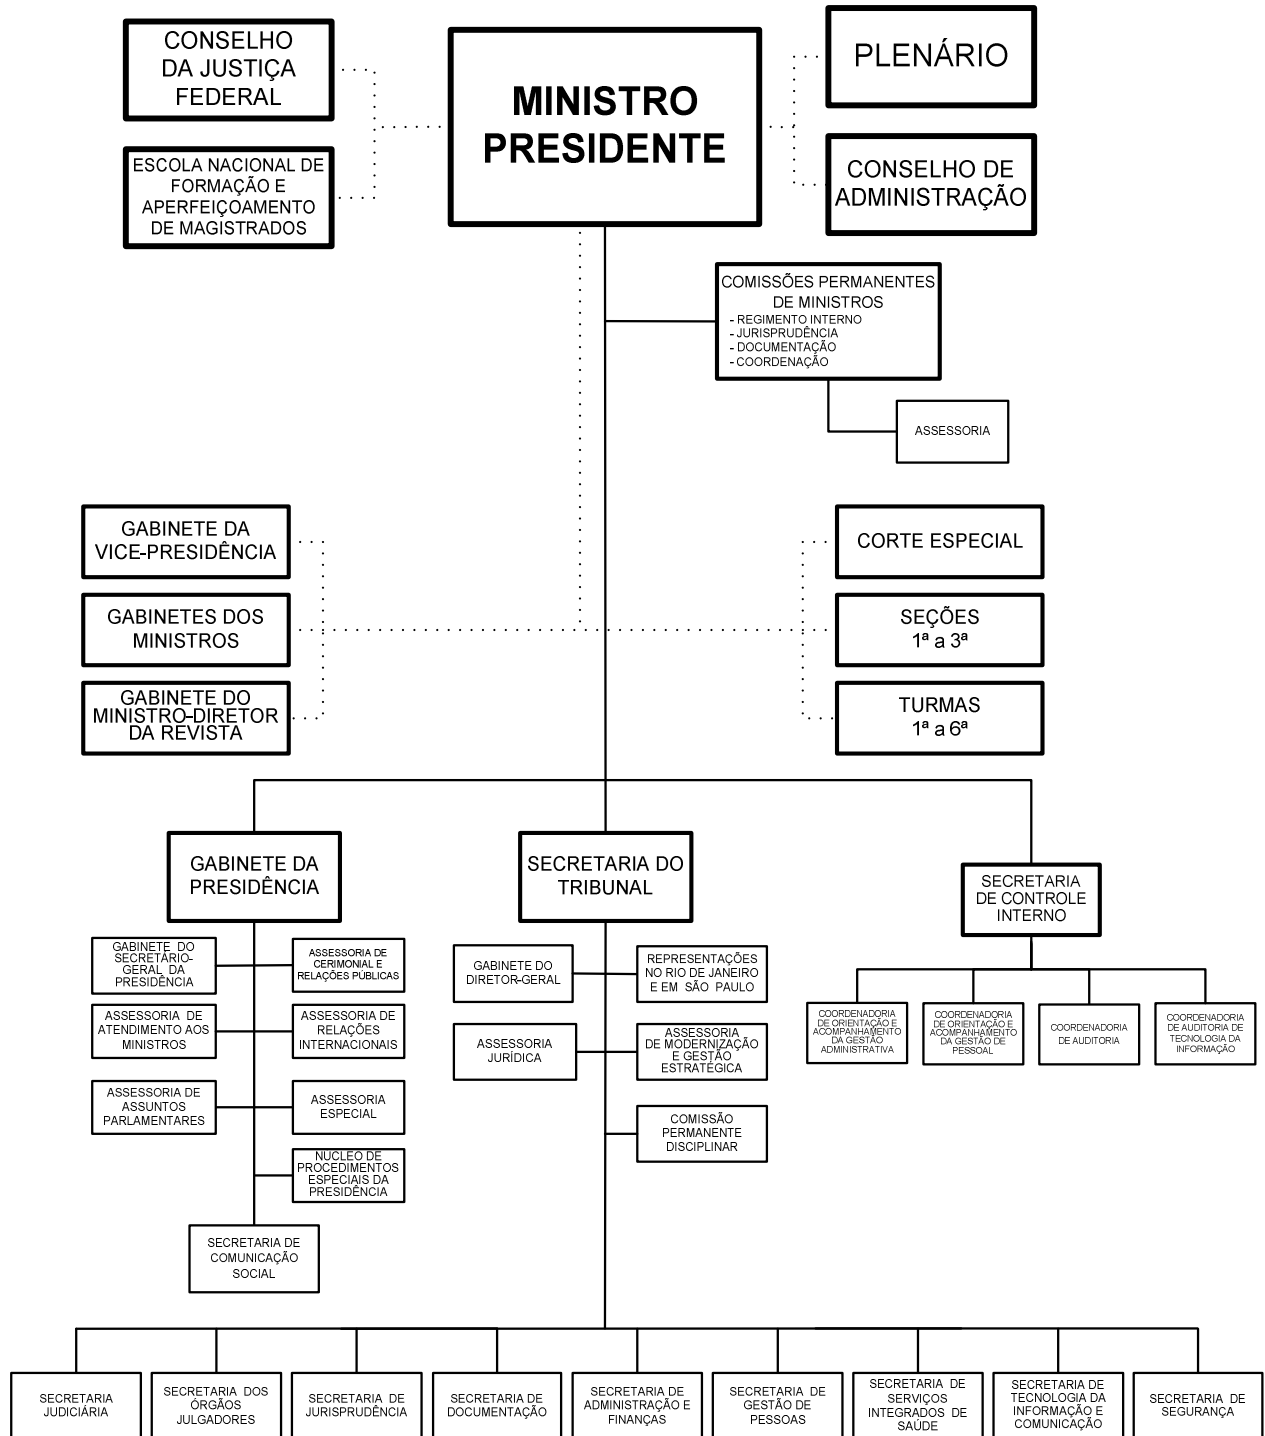 CONSELHO
DA JUSTIÇA
FEDERAL
MINISTRO
PRESIDENTE
PLENÁRIO
ESCOLA NACIONAL DE
FORMAÇÃO E
APERFEIÇOAMENTO
DE MAGISTRADOS
CONSELHO DE
ADMINISTRAÇÃO
COMISSÕES PERMANENTES
DE MINISTROS
- REGIMENTO INTERNO
- JURISPRUDÊNCIA
- DOCUMENTAÇÃO
- COORDENAÇÃO
ASSESSORIA
GABINETE DA
VICE-PRESIDÊNCIA
CORTE ESPECIAL
GABINETES DOS
MINISTROS
SEÇÕES
1ª a 3ª
GABINETE DO
MINISTRO-DIRETOR
DA REVISTA
TURMAS
1ª a 6ª
GABINETE DA
PRESIDÊNCIA
SECRETARIA DO
TRIBUNAL
SECRETARIA
DE CONTROLE
INTERNO
GABINETE DO
SECRETÁRIO-
GERAL DA
PRESIDÊNCIA
ASSESSORIA DE
CERIMONIAL E
RELAÇÕES PÚBLICAS
GABINETE DO
DIRETOR-GERAL
REPRESENTAÇÕES
NO RIO DE JANEIRO
E EM SÃO PAULO
ASSESSORIA DE
ATENDIMENTO AOS
MINISTROS
ASSESSORIA DE
RELAÇÕES
INTERNACIONAIS
ASSESSORIA
JURÍDICA
ASSESSORIA
DE MODERNIZAÇÃO
E GESTÃO
ESTRATÉGICA
COORDENADORIA
DE ORIENTAÇÃO E
ACOMPANHAMENTO
DA GESTÃO
ADMINISTRATIVA
COORDENADORIA
DE ORIENTAÇÃO E
ACOMPANHAMENTO
DA GESTÃO DE
PESSOAL
COORDENADORIA
DE AUDITORIA
COORDENADORIA
DE AUDITORIA DE
TECNOLOGIA DA
INFORMAÇÃO
ASSESSORIA DE
ASSUNTOS
PARLAMENTARES
ASSESSORIA
ESPECIAL
COMISSÃO
PERMANENTE
DISCIPLINAR
NÚCLEO DE
PROCEDIMENTOS
ESPECIAIS DA
PRESIDÊNCIA
SECRETARIA DE
COMUNICAÇÃO
SOCIAL
SECRETARIA
JUDICIÁRIA
SECRETARIA DOS
ÓRGÃOS
JULGADORES
SECRETARIA DE
JURISPRUDÊNCIA
SECRETARIA DE
DOCUMENTAÇÃO
SECRETARIA DE
ADMINISTRAÇÃO E
FINANÇAS
SECRETARIA DE
GESTÃO DE
PESSOAS
SECRETARIA DE
SERVIÇOS
INTEGRADOS DE
SAÚDE
SECRETARIA DE
TECNOLOGIA DA
INFORMAÇÃO E
COMUNICAÇÃO
SECRETARIA DE
SEGURANÇA